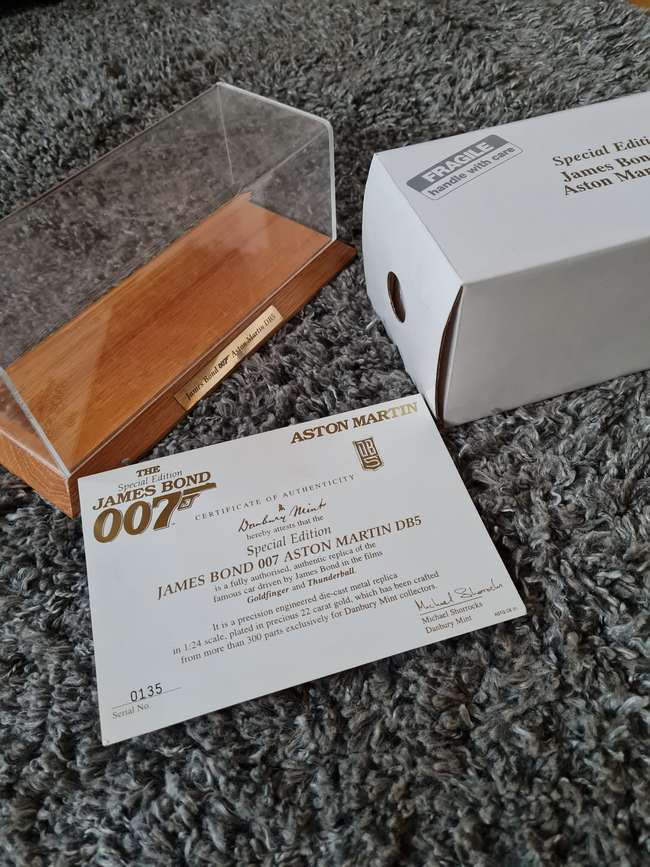 FRAGILE
handle with care
Special Editi
James Bon
Aston Mar
James Bond 007 Aston Martin DB5
THE
Special Edition
JAMES BOND
007
ASTON MARTIN
DB5
CERTIFICATE OF AUTHENTICITY
Danbury Mint
hereby attests that the
Special Edition
JAMES BOND 007 ASTON MARTIN DB5
is a fully authorised, authentic replica of the
famous car driven by James Bond in the films
Goldfinger and Thunderball.
It is a precision engineered die-cast metal replica
in 1:24 scale, plated in precious 22 carat gold, which has been crafted
from more than 300 parts exclusively for Danbury Mint collectors.
Michael Shorrocks
Michael Shorrocks
Danbury Mint
0135
Serial No.